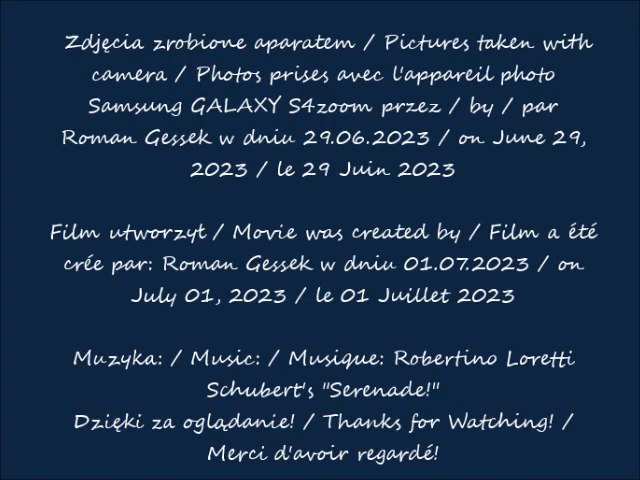 Zdjęcia zrobione aparatem / Pictures taken with
camera / Photos prises avec l'appareil photo
Samsung GALAXY S4zoom przez / by / par
Roman Gessek w dniu 29.06.2023 / on June 29,
2023 / le 29 Juin 2023
Film utworzył / Movie was created by / Film a été
crée par: Roman Gessek w dniu 01.07.2023 / on
July 01, 2023 / le 01 Juillet 2023
Muzyka: / Music: / Musique: Robertino Loretti
Schubert's "Serenade!"
Dzięki za oglądanie! / Thanks for Watching! /
Merci d'avoir regardé!